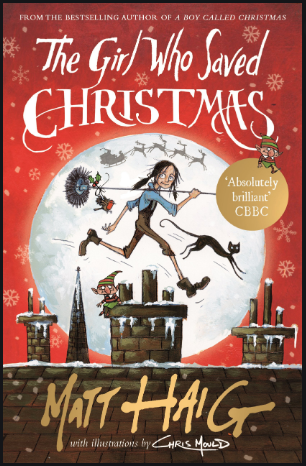 FROM THE BESTSELLING AUTHOR OF A BOY CALLED CHRISTMAS
The Girl Who Saved
CHRISTMAS
'Absolutely
brilliant'
CBBC
MATT HAIG
with illustrations by CHRIS MOULD